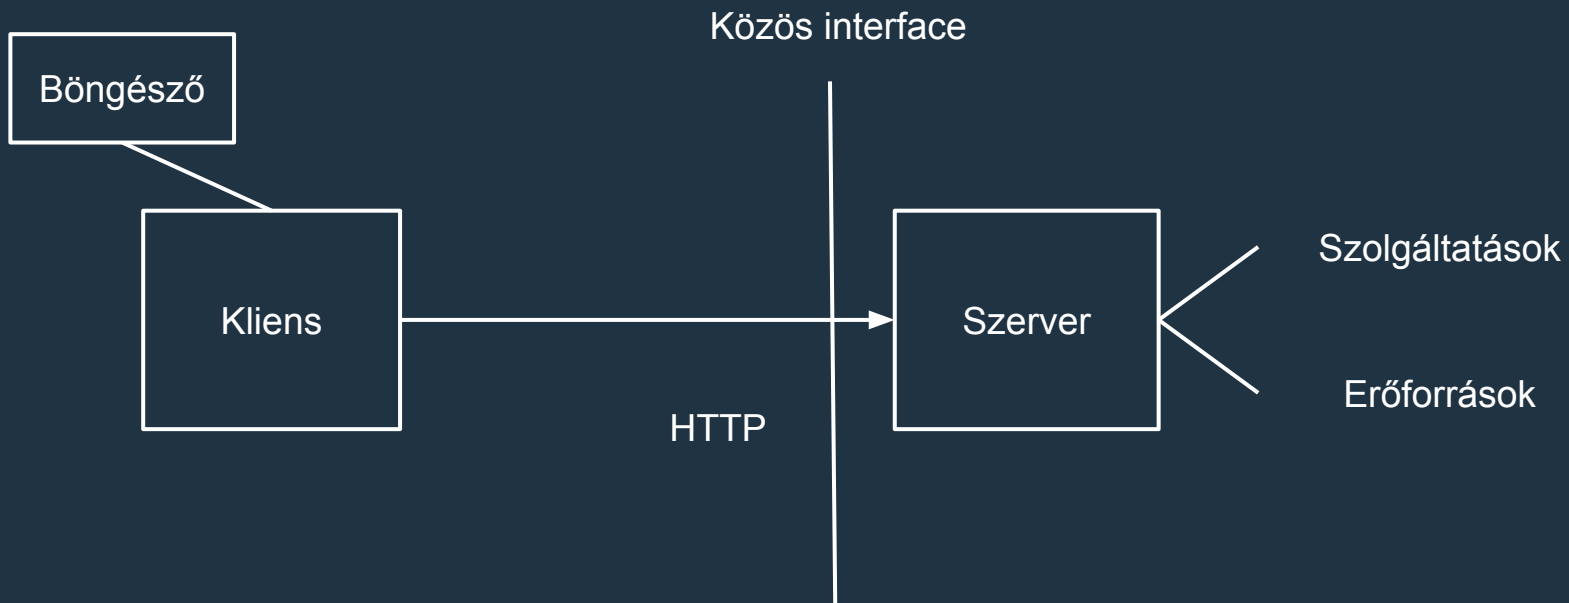 Közös interface
Böngésző
Kliens
Szerver
Szolgáltatások
Erőforrások
HTTP